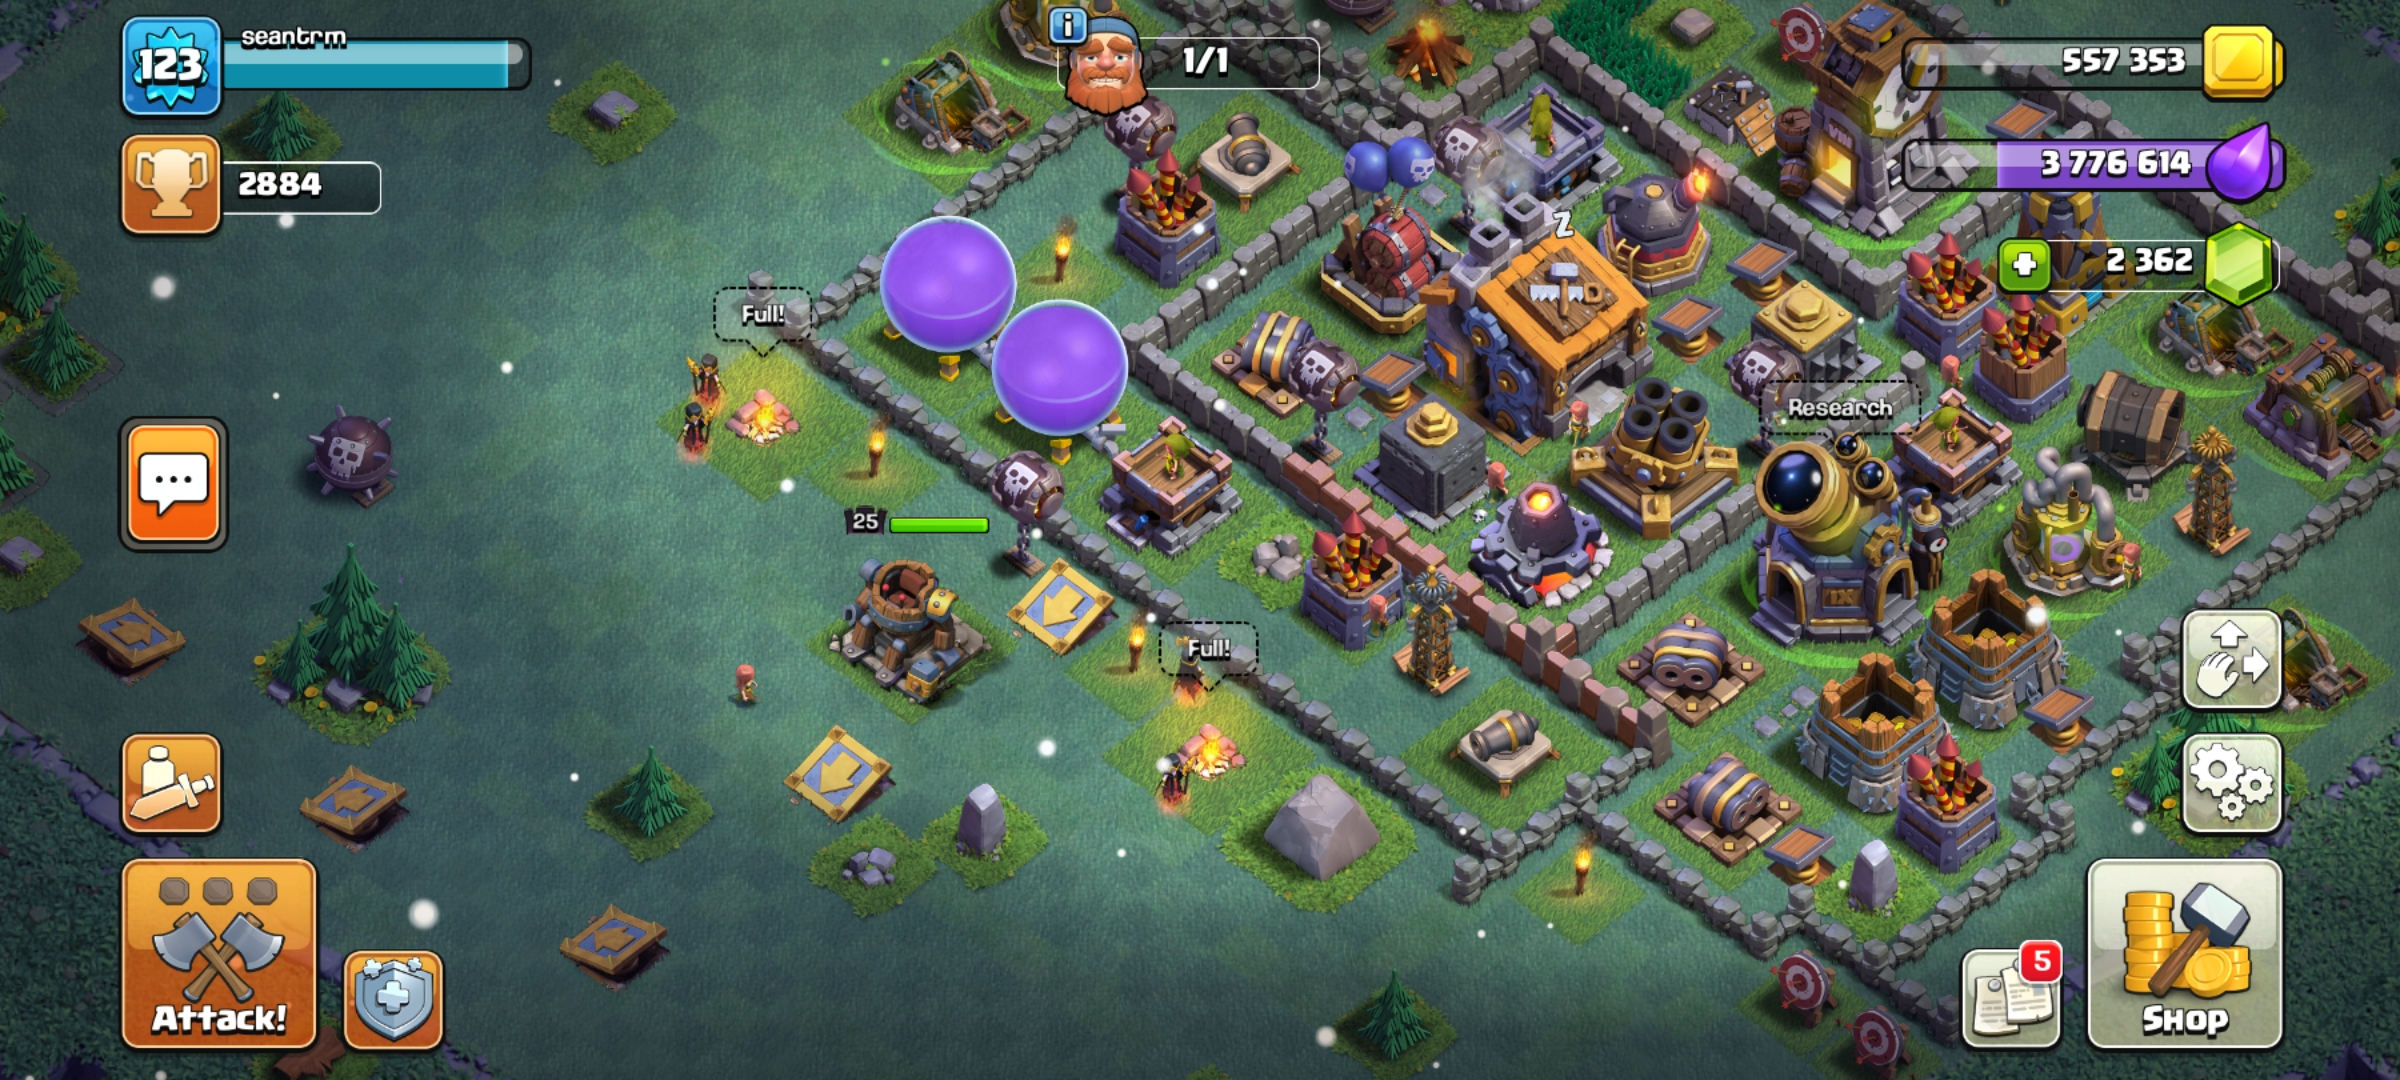 123
seantrm
1/1
557 353
2884
3 776 614
2 362
Z
Full!
Research
25
IX
Full!
5
Attack!
Shop